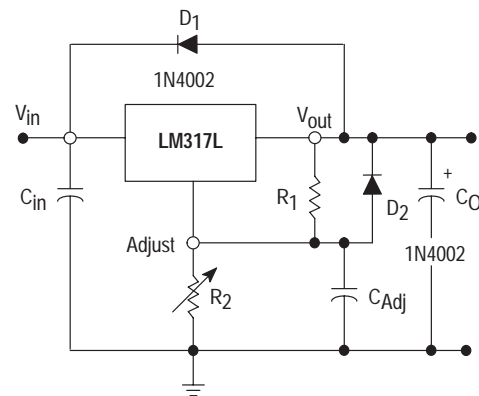 D1
1N4002
Vin
LM317L
Vout
Cin
R1
D2
+
CO
1N4002
Adjust
R2
CAdj